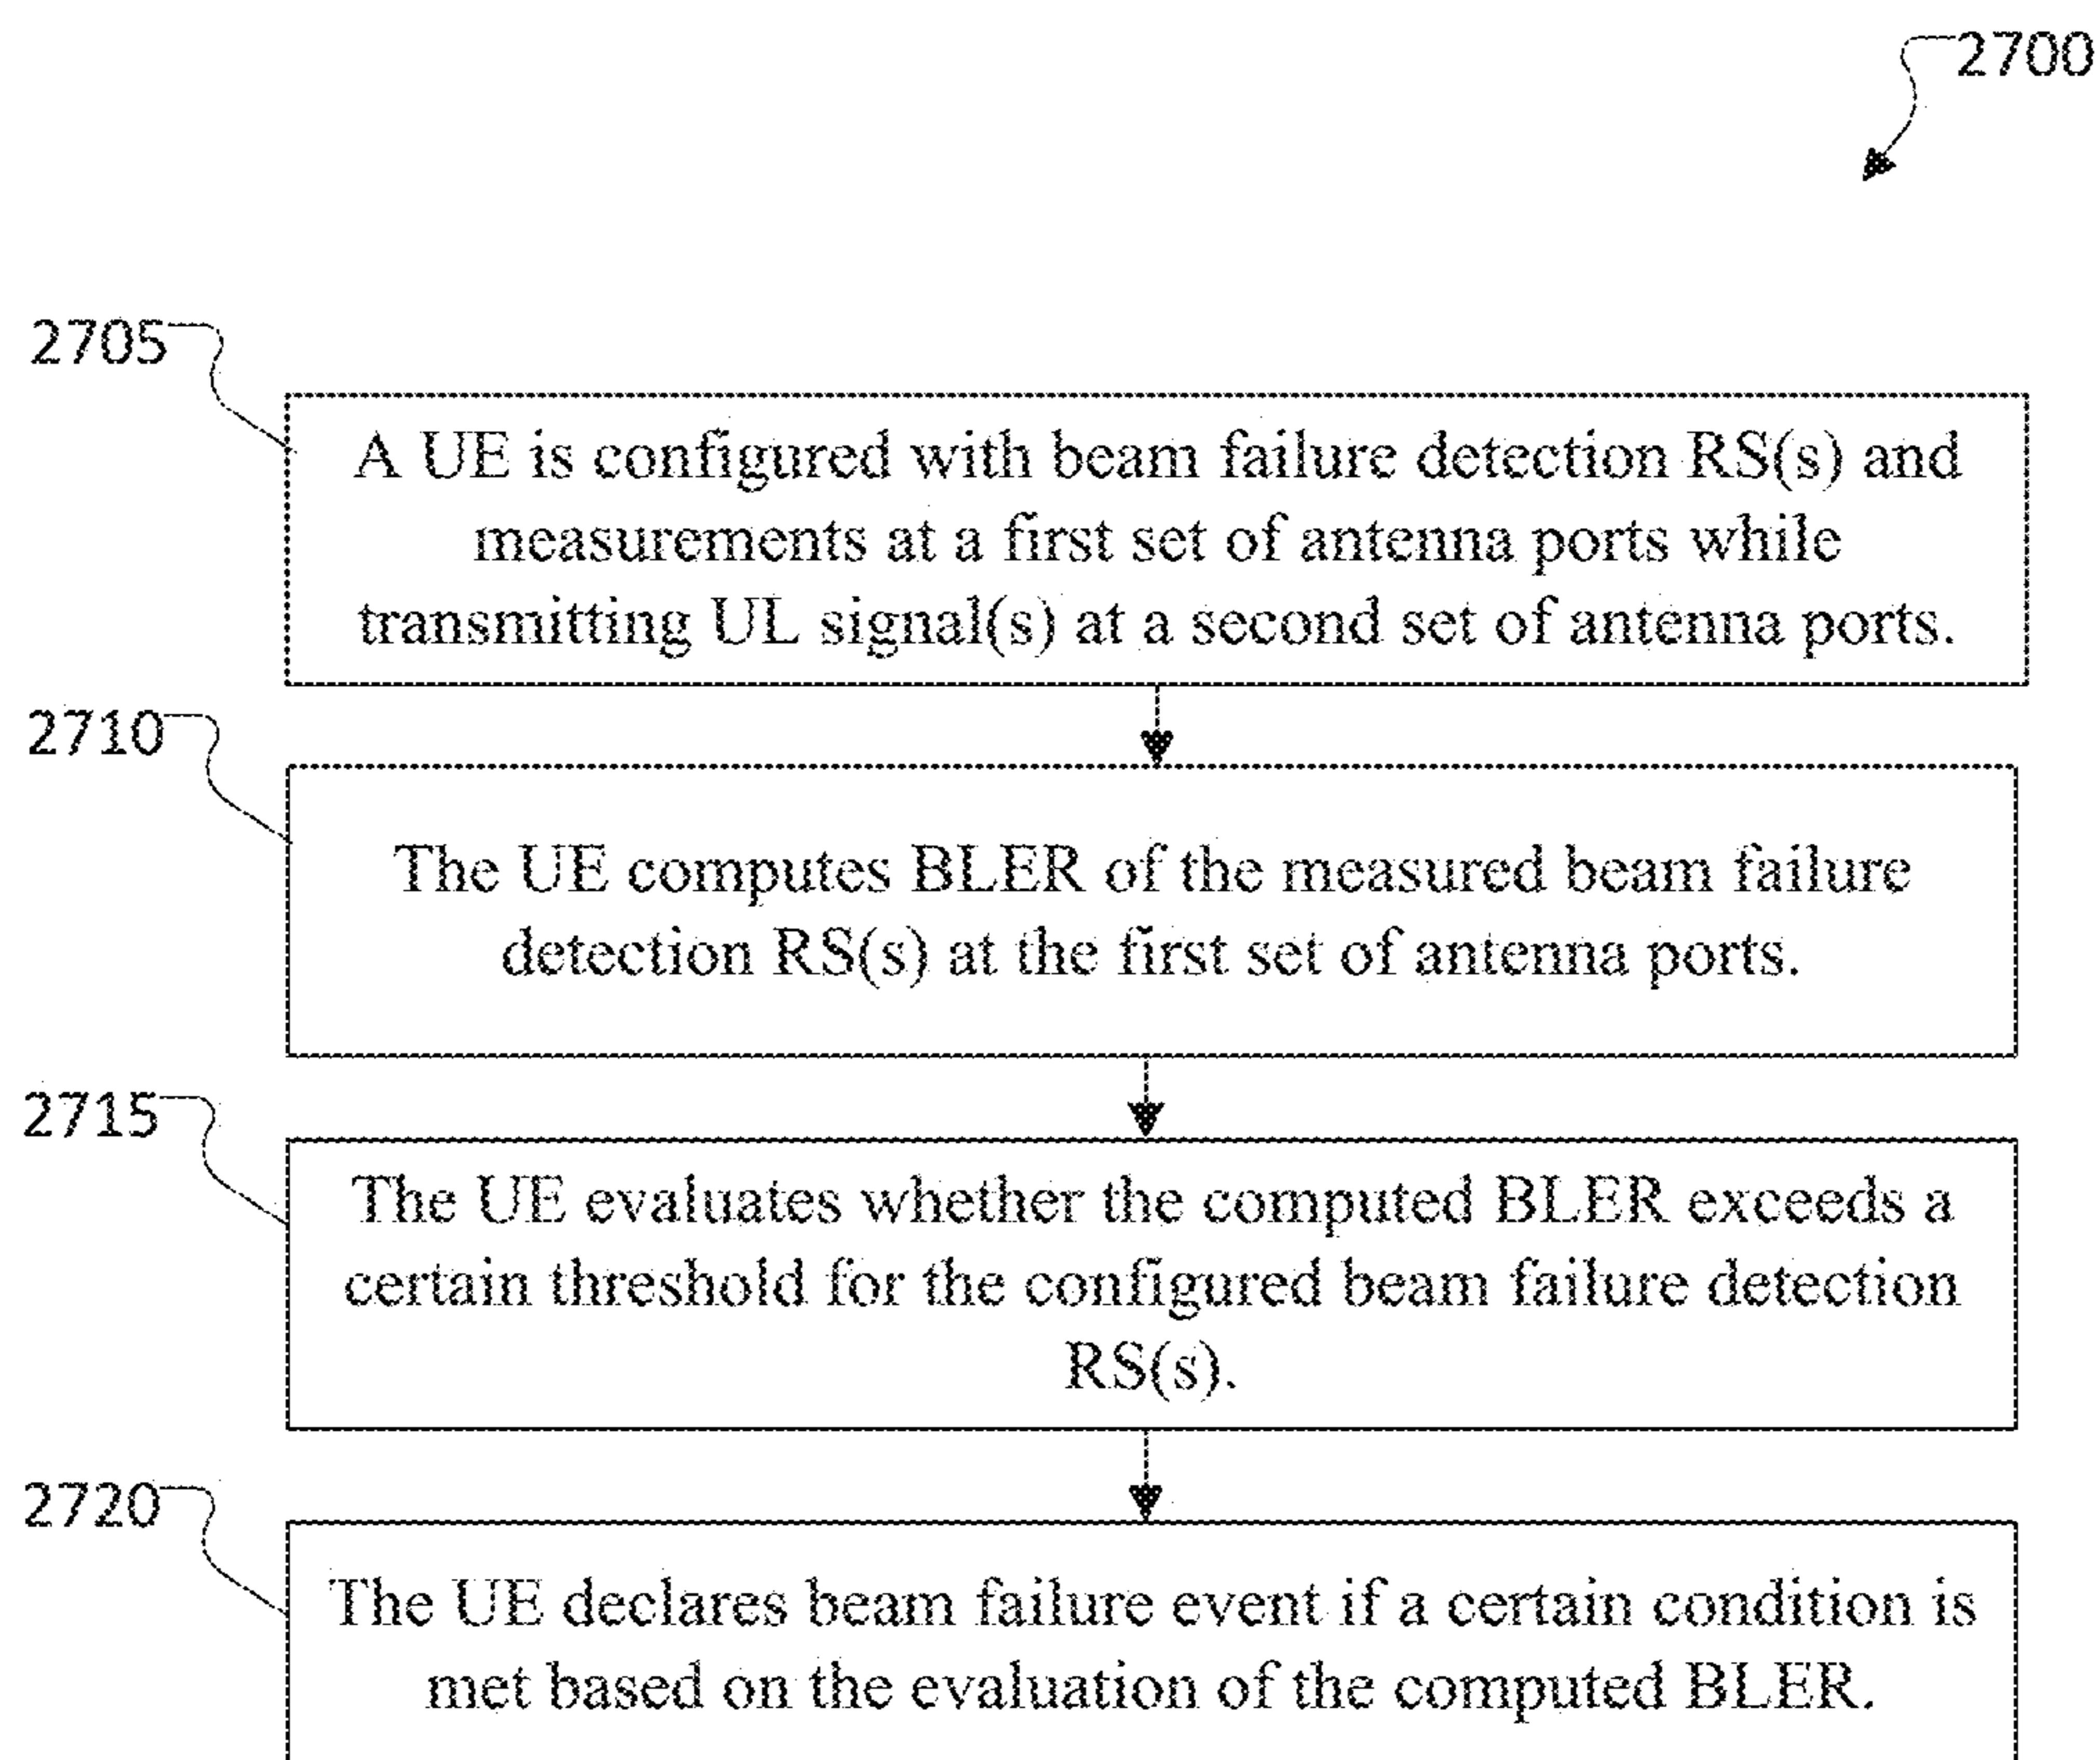 2700
2705
A UE is configured with beam failure detection RS(s) and
measurements at a first set of antenna ports while
transmitting UL signal(s) at a second set of antenna ports.
2710
The UE computes BLER of the measured beam failure
detection RS(s) at the first set of antenna ports.
2715
The UE evaluates whether the computed BLER exceeds a
certain threshold for the configured beam failure detection
RS(s).
2720
The UE declares beam failure event if a certain condition is
met based on the evaluation of the computed BLER.